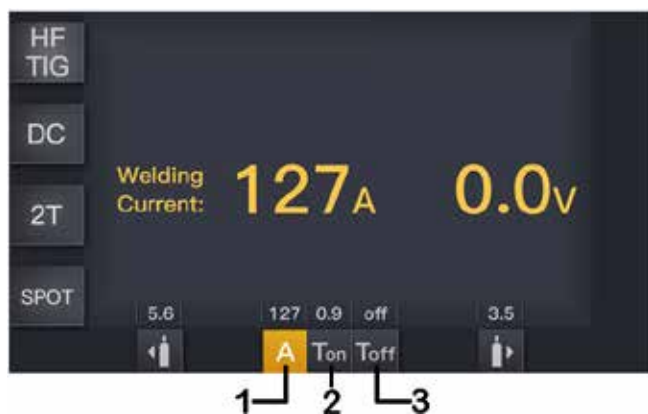 HF
TIG
DC
2T
SPOT
Welding
Current:
127A
0.0V
5.6
127
0.9
off
3.5
A
Ton
Toff
1
2
3